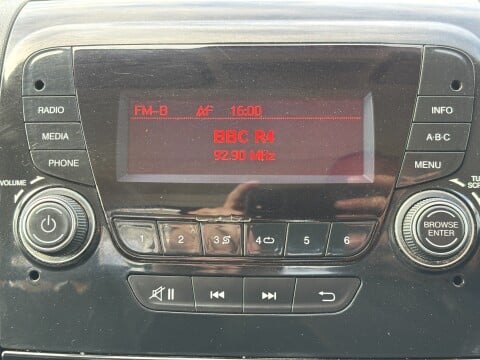 RADIO
MEDIA
PHONE
VOLUME
FM-B AF 16:00
BBC R4
92.90 MHz
INFO
A·B·C
MENU
BROWSE
ENTER
1 2 3 4 5 6